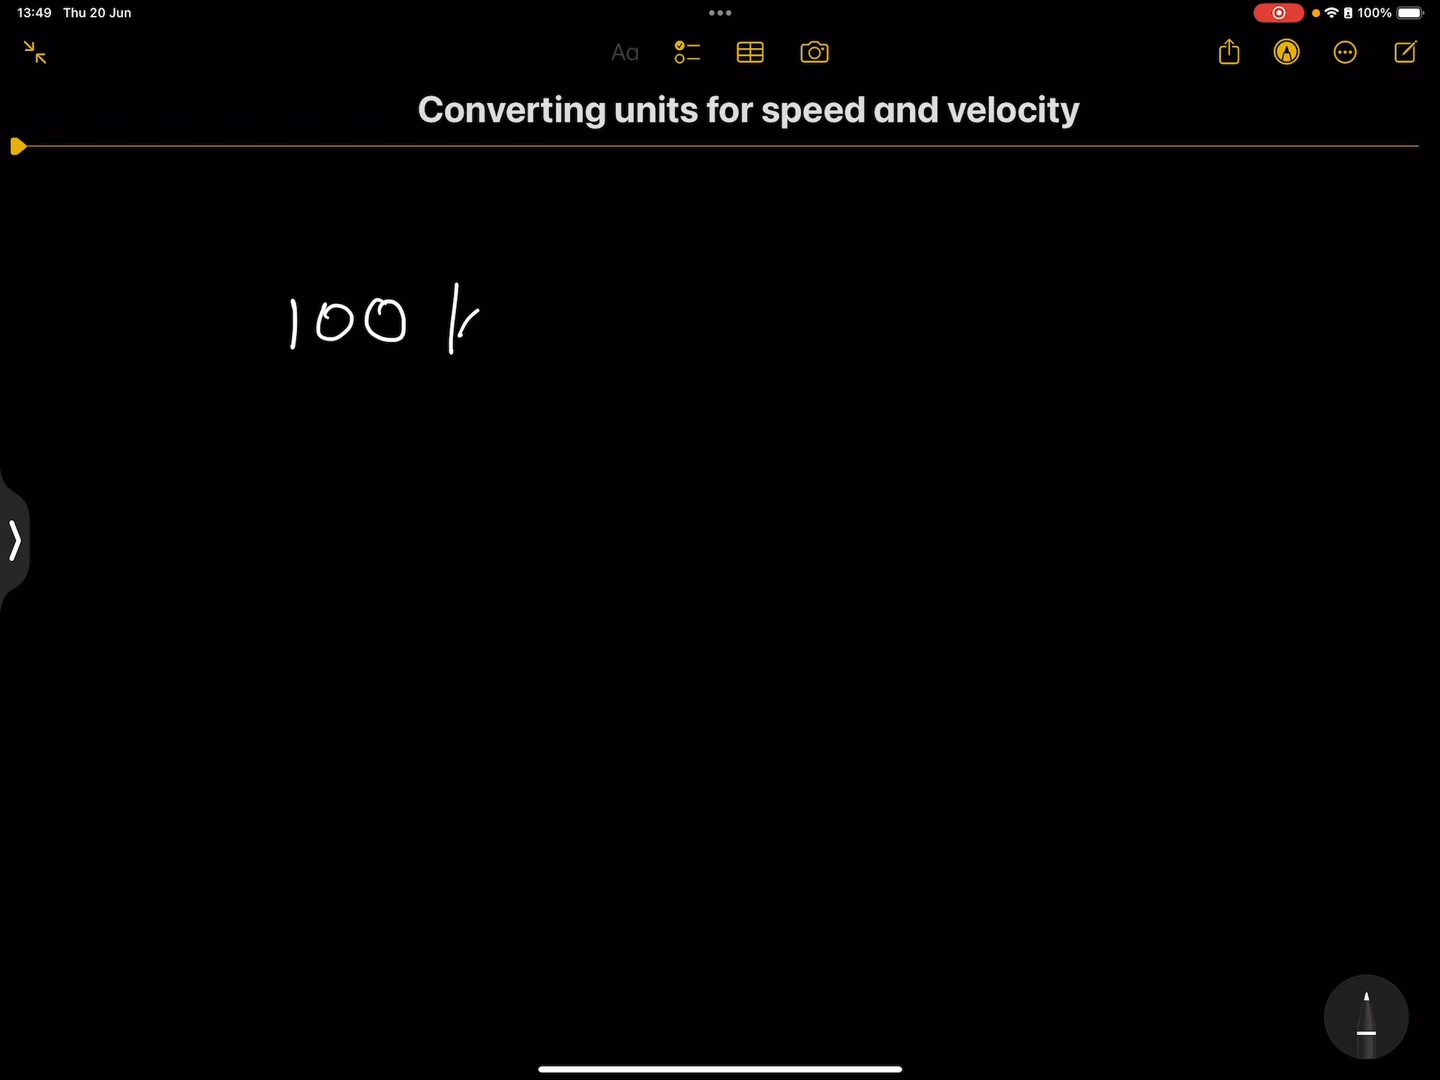 13:49 Thu 20 Jun
100%
Aa
Converting units for speed and velocity
100 k